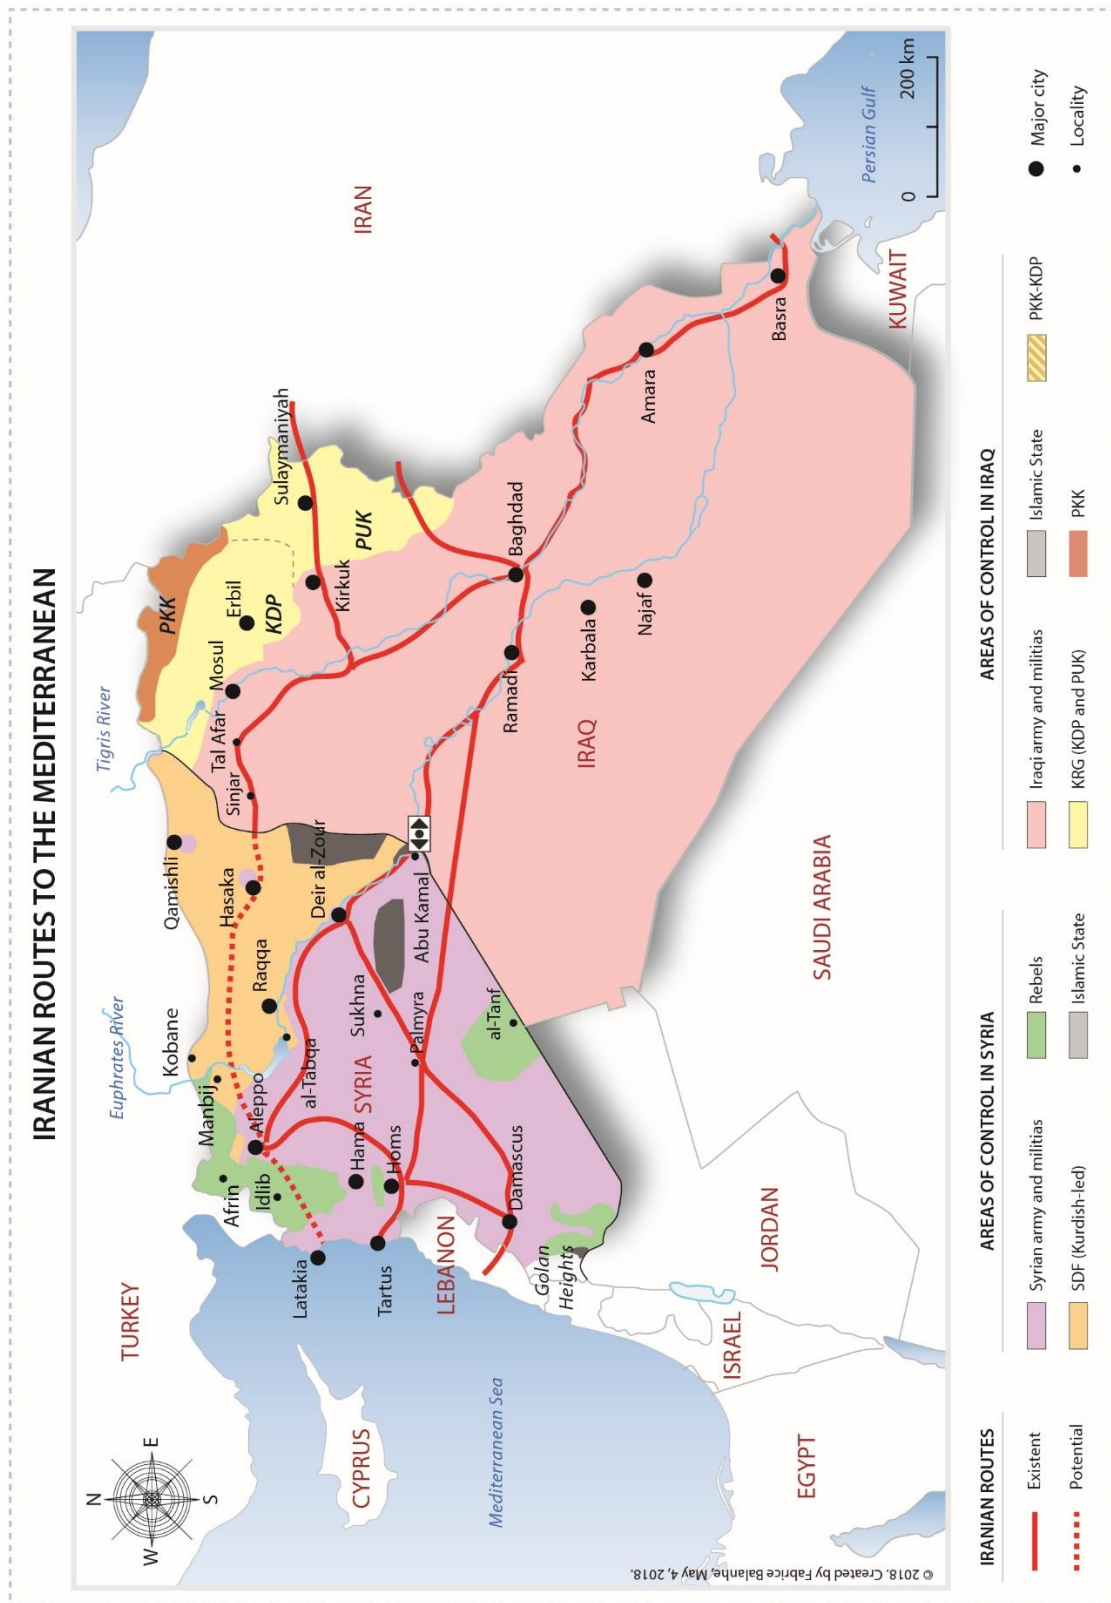 IRANIAN ROUTES TO THE MEDITERRANEAN
N
W
E
S
TURKEY
CYPRUS
Mediterranean Sea
EGYPT
ISRAEL
JORDAN
LEBANON
Golan
Heights
SYRIA
IRAQ
IRAN
SAUDI ARABIA
KUWAIT
Persian Gulf
Euphrates River
Tigris River
Latakia
Tartus
Afrin
Idlib
Aleppo
Manbij
Kobane
Hama
Homs
Damascus
al-Tabqa
Raqqa
Sukhna
Palmyra
al-Tanf
Qamishli
Hasaka
Deir al-Zour
Abu Kamal
Sinjar
Tal Afar
Mosul
Erbil
PKK
KDP
PUK
Kirkuk
Sulaymaniyah
Ramadi
Baghdad
Karbala
Najaf
Amara
Basra
0
200 km
© 2018. Created by Fabrice Balanhe, May 4, 2018.
IRANIAN ROUTES
Existent
Potential
AREAS OF CONTROL IN SYRIA
Syrian army and militias
Rebels
SDF (Kurdish-led)
Islamic State
AREAS OF CONTROL IN IRAQ
Iraqi army and militias
Islamic State
PKK-KDP
KRG (KDP and PUK)
PKK
Major city
Locality